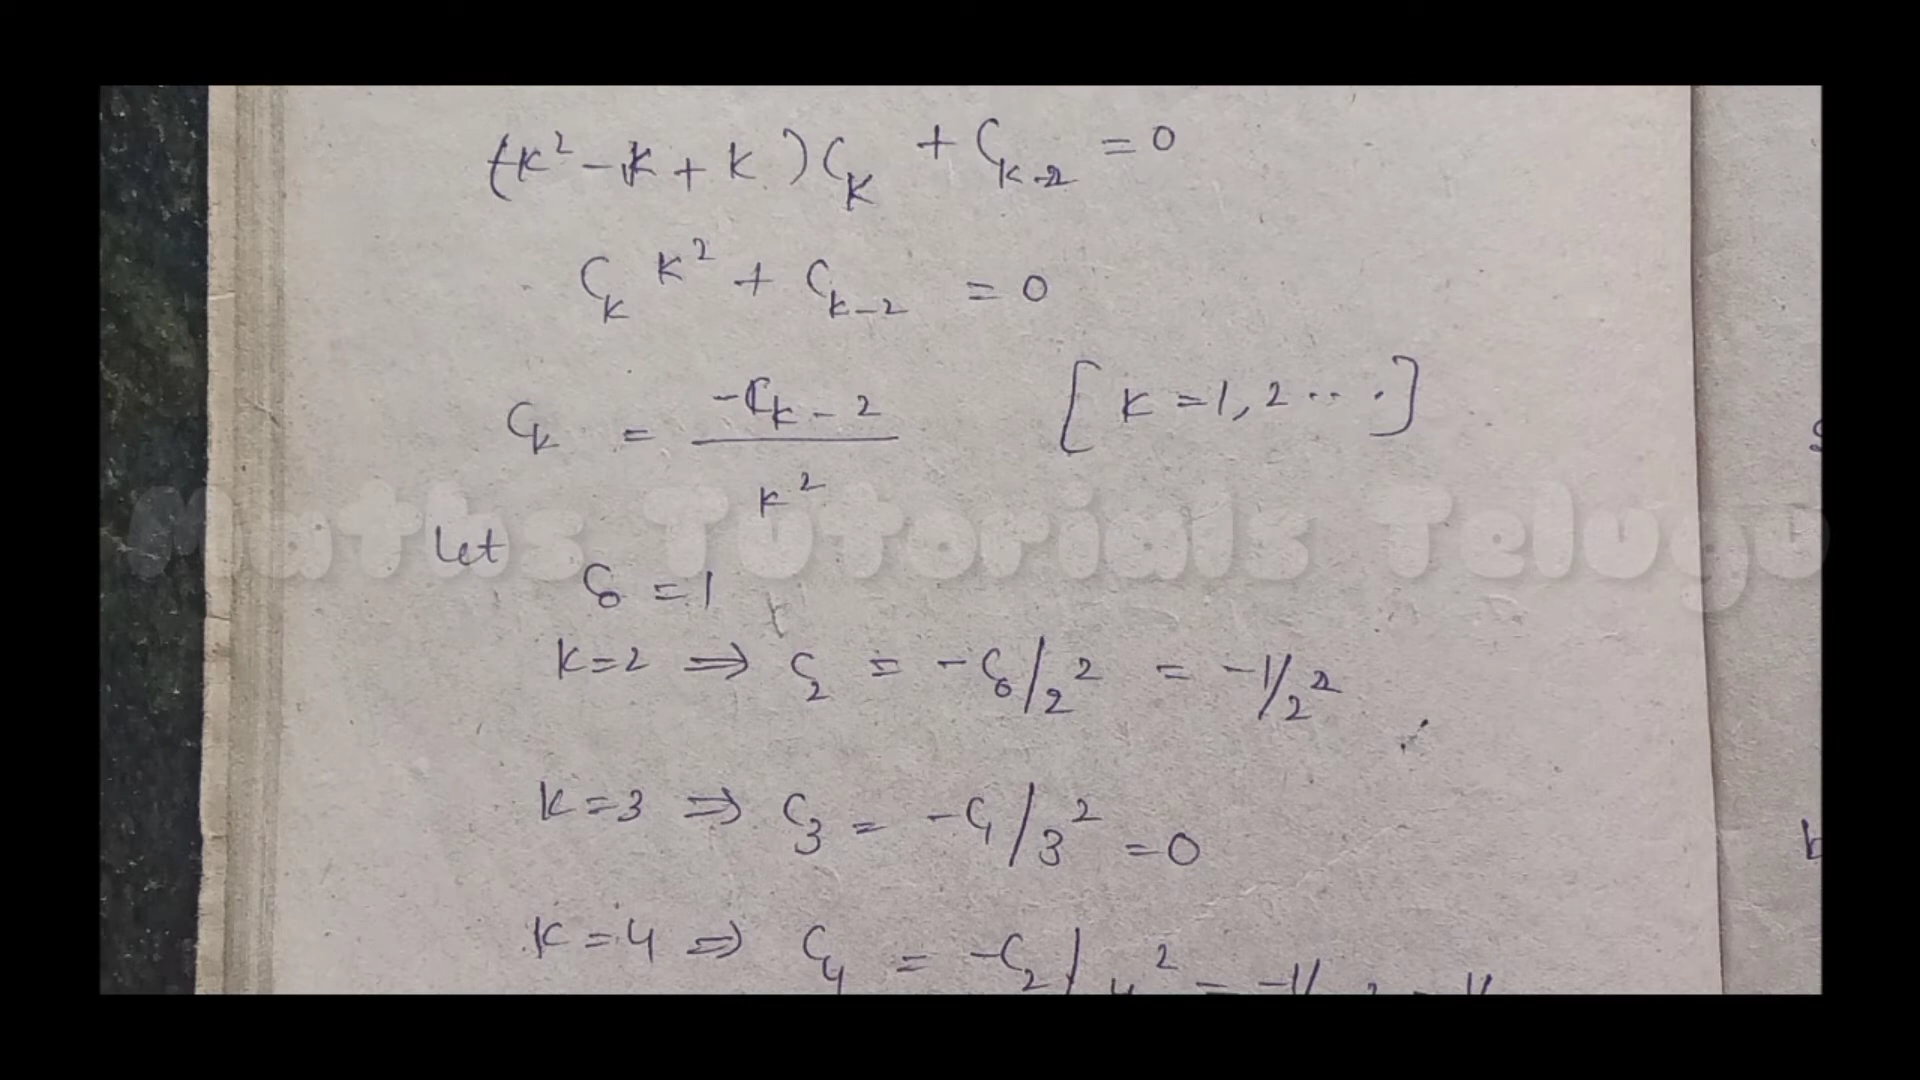 (k² - k + k) C_k + C_{k-2} = 0
C_k k² + C_{k-2} = 0
C_k = -C_{k-2} / k² [k = 1, 2 ....]
Maths Tutorials Telugu
Let
C₀ = 1
k=2 ⇒ C₂ = -C₀/2² = -1/2²
k=3 ⇒ C₃ = -C₁/3² = 0
k=4 ⇒ C₄ = -C₂/4² =